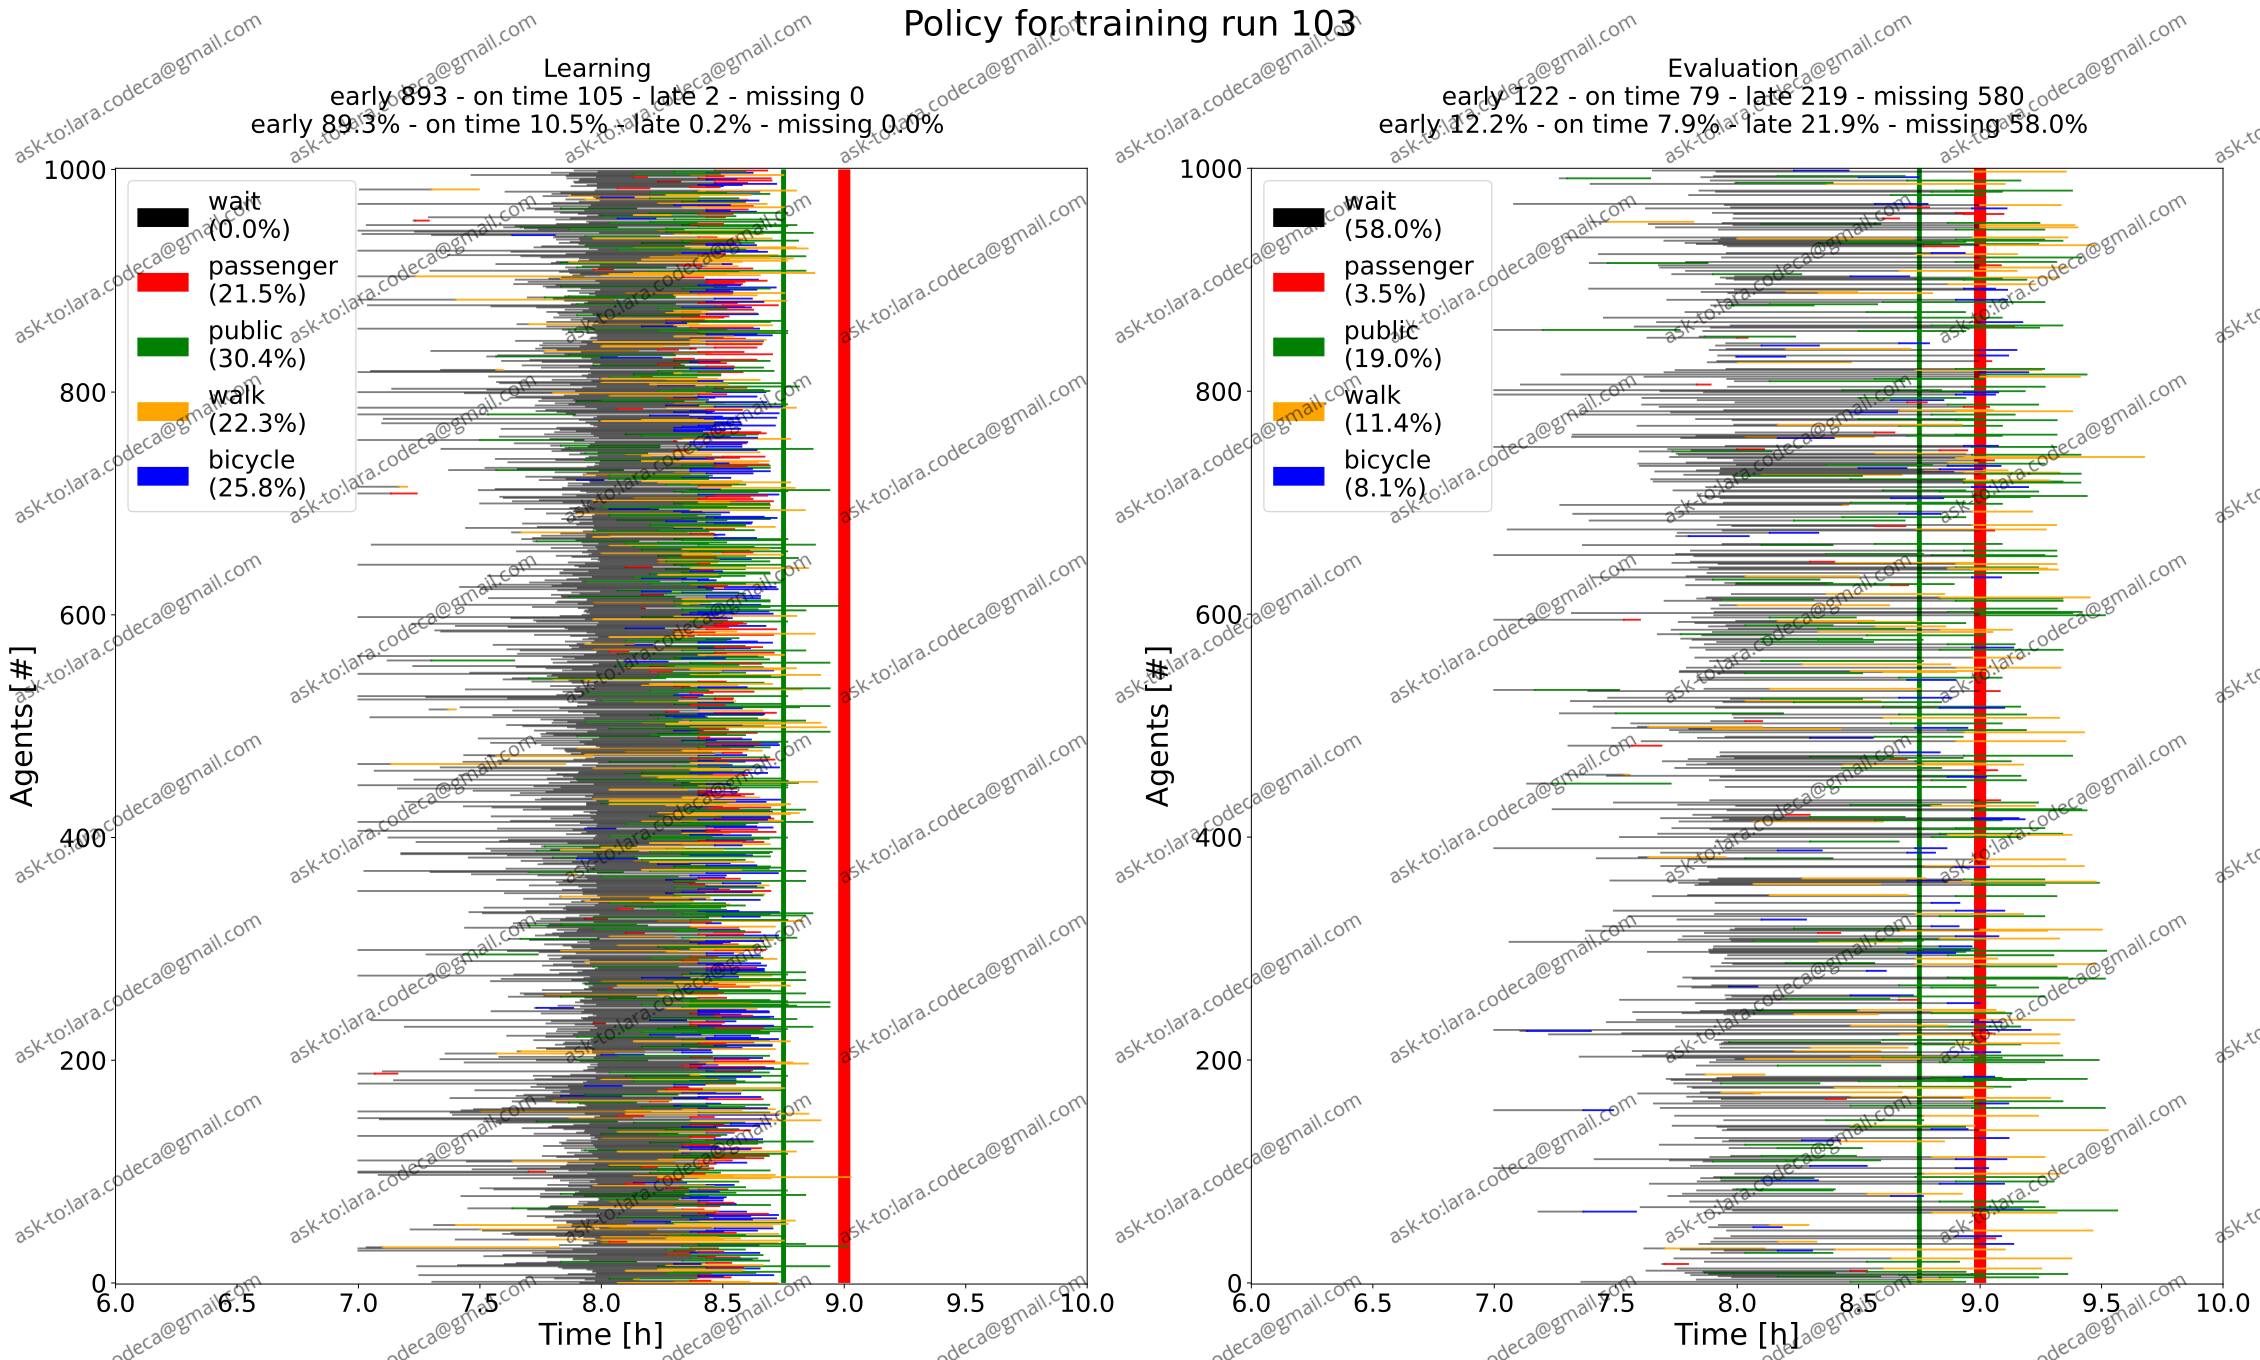 Policy for training run 103
Learning
early 893 - on time 105 - late 2 - missing 0
early 89.3% - on time 10.5% - late 0.2% - missing 0.0%
1000
800
600
400
200
0
Agents [#]
wait
(0.0%)
passenger
(21.5%)
public
(30.4%)
walk
(22.3%)
bicycle
(25.8%)
6.0 6.5 7.0 7.5 8.0 8.5 9.0 9.5 10.0
Time [h]
Evaluation
early 122 - on time 79 - late 219 - missing 580
early 12.2% - on time 7.9% - late 21.9% - missing 58.0%
1000
800
600
400
200
0
Agents [#]
wait
(58.0%)
passenger
(3.5%)
public
(19.0%)
walk
(11.4%)
bicycle
(8.1%)
6.0 6.5 7.0 7.5 8.0 8.5 9.0 9.5 10.0
Time [h]
ask-to:lara.codeca@gmail.com